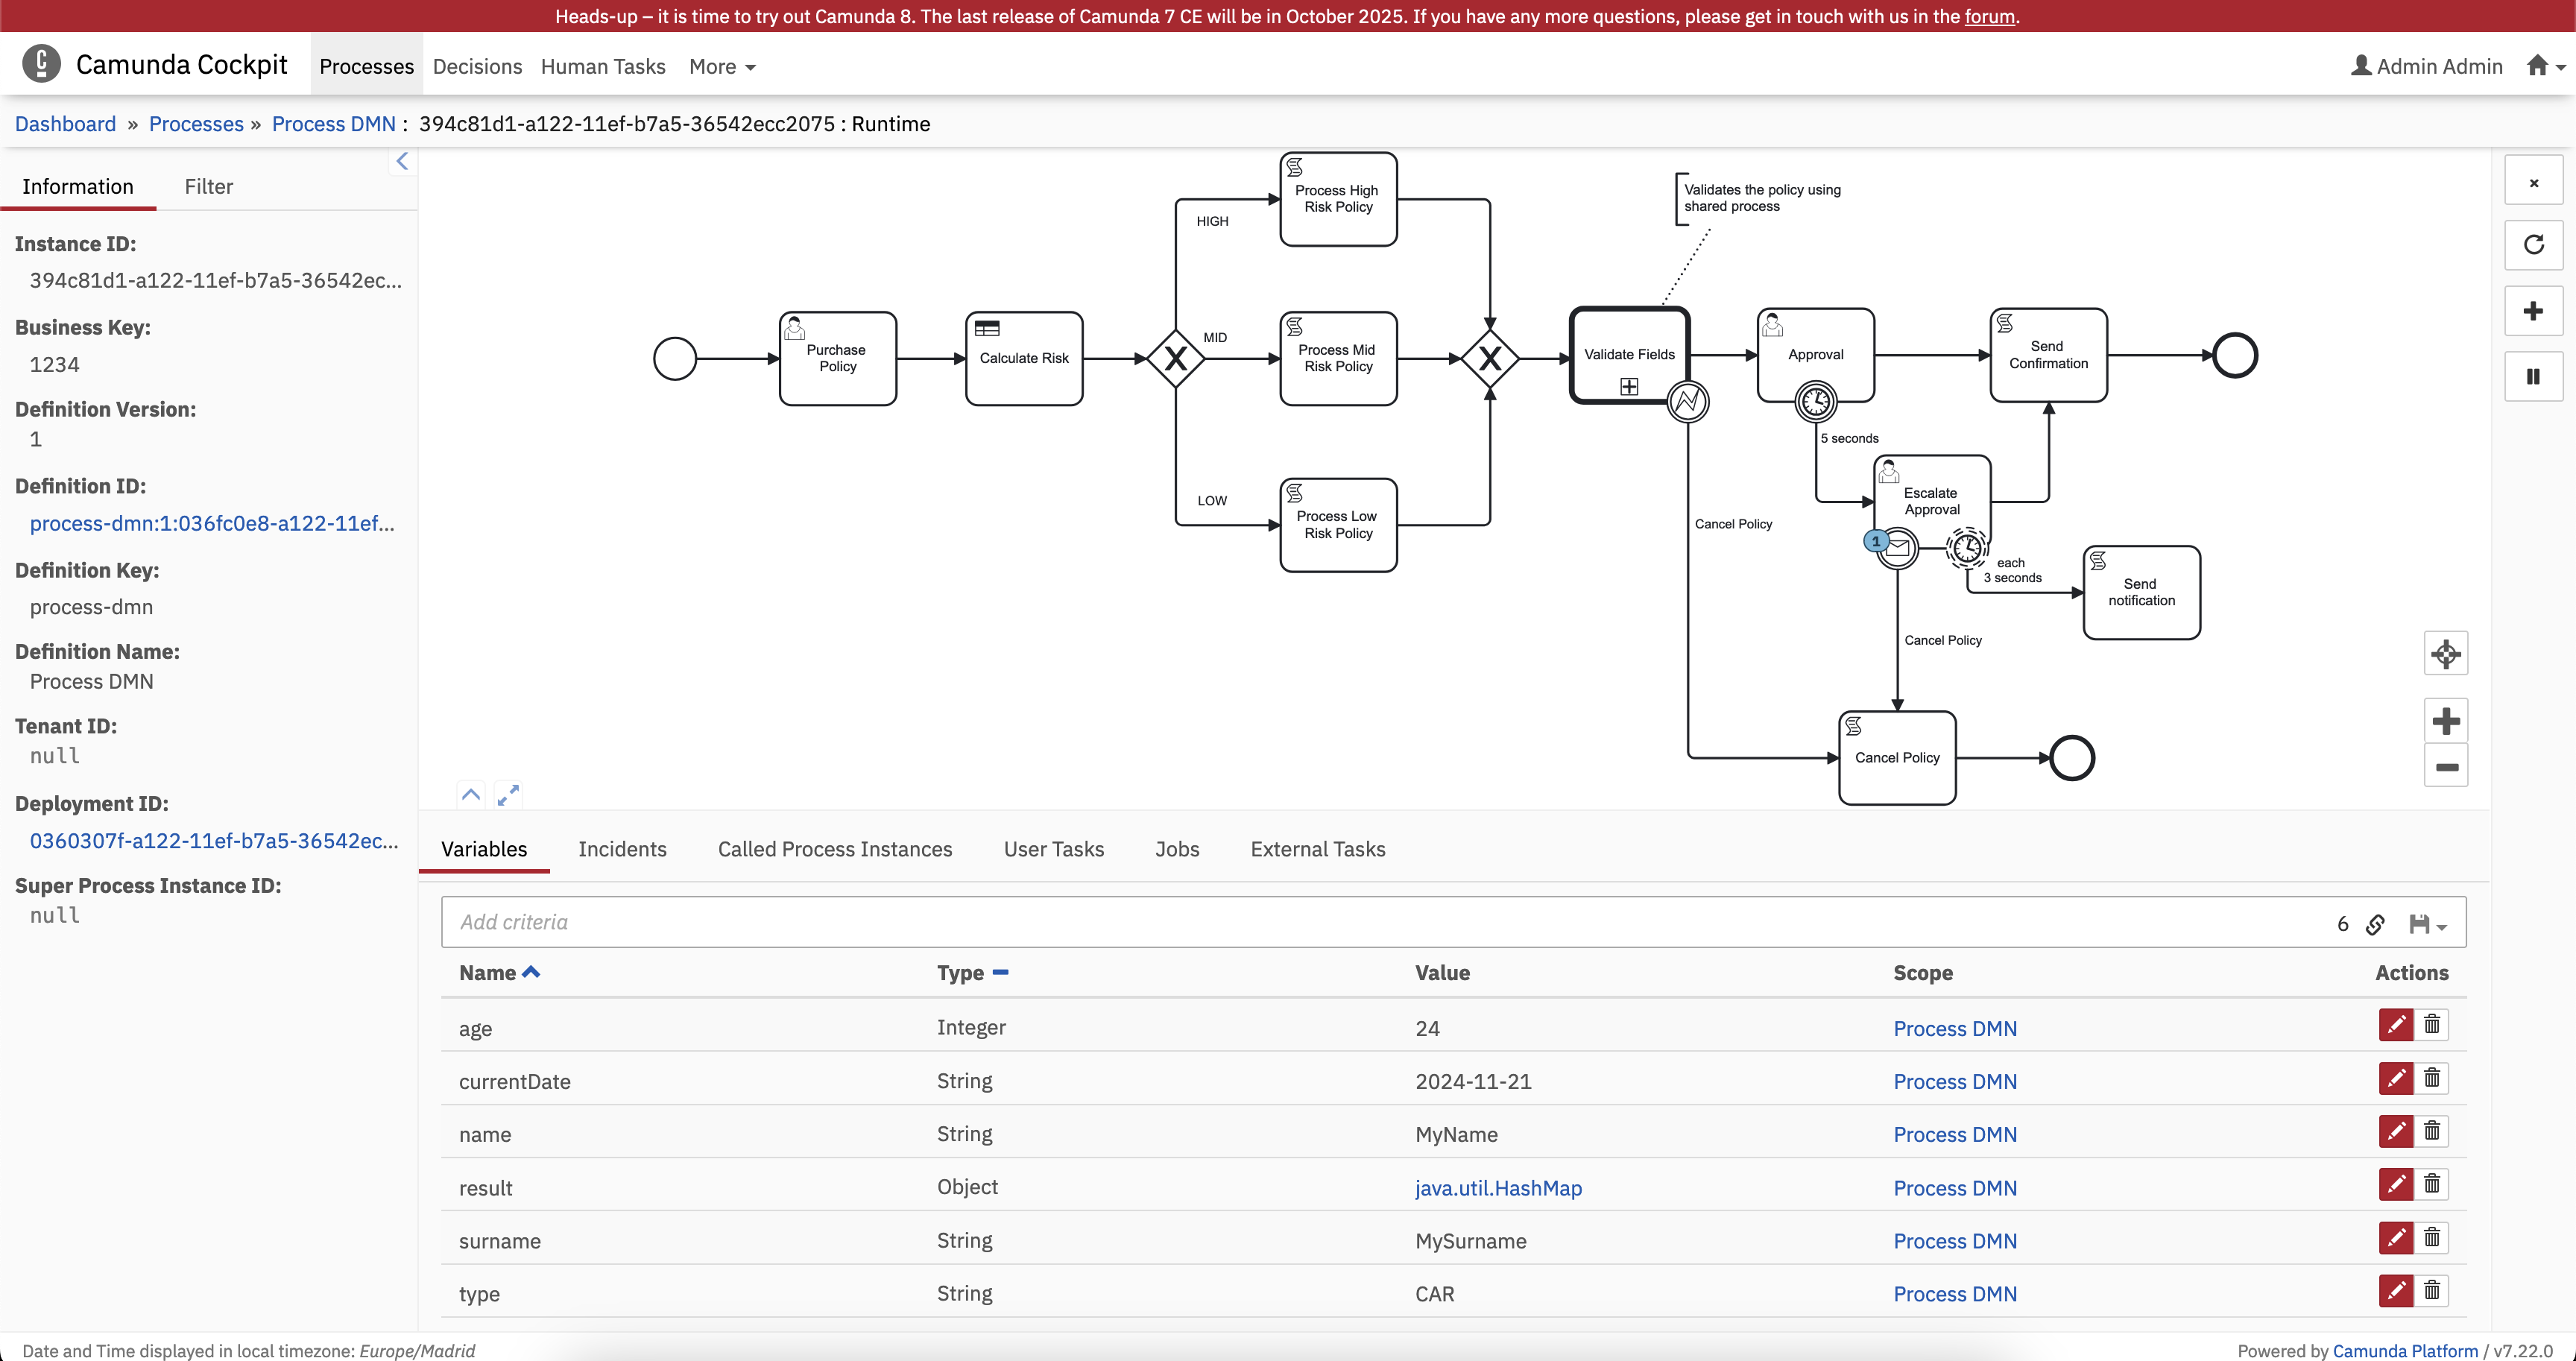 Heads-up – it is time to try out Camunda 8. The last release of Camunda 7 CE will be in October 2025. If you have any more questions, please get in touch with us in the forum.
Camunda Cockpit Processes Decisions Human Tasks More Admin Admin
Dashboard » Processes » Process DMN : 394c81d1-a122-11ef-b7a5-36542ecc2075 : Runtime
Information Filter
Instance ID:
394c81d1-a122-11ef-b7a5-36542ec...
Business Key:
1234
Definition Version:
1
Definition ID:
process-dmn:1:036fc0e8-a122-11ef...
Definition Key:
process-dmn
Definition Name:
Process DMN
Tenant ID:
null
Deployment ID:
0360307f-a122-11ef-b7a5-36542ec...
Super Process Instance ID:
null
Purchase
Policy
Calculate Risk
HIGH
MID
LOW
Process High
Risk Policy
Process Mid
Risk Policy
Process Low
Risk Policy
Validates the policy using
shared process
Validate Fields
Approval
Send
Confirmation
5 seconds
Escalate
Approval
Cancel Policy
1
each
3 seconds
Send
notification
Cancel Policy
Cancel Policy
Variables Incidents Called Process Instances User Tasks Jobs External Tasks
Add criteria 6
Name Type Value Scope Actions
age Integer 24 Process DMN
currentDate String 2024-11-21 Process DMN
name String MyName Process DMN
result Object java.util.HashMap Process DMN
surname String MySurname Process DMN
type String CAR Process DMN
Date and Time displayed in local timezone: Europe/Madrid Powered by Camunda Platform / v7.22.0